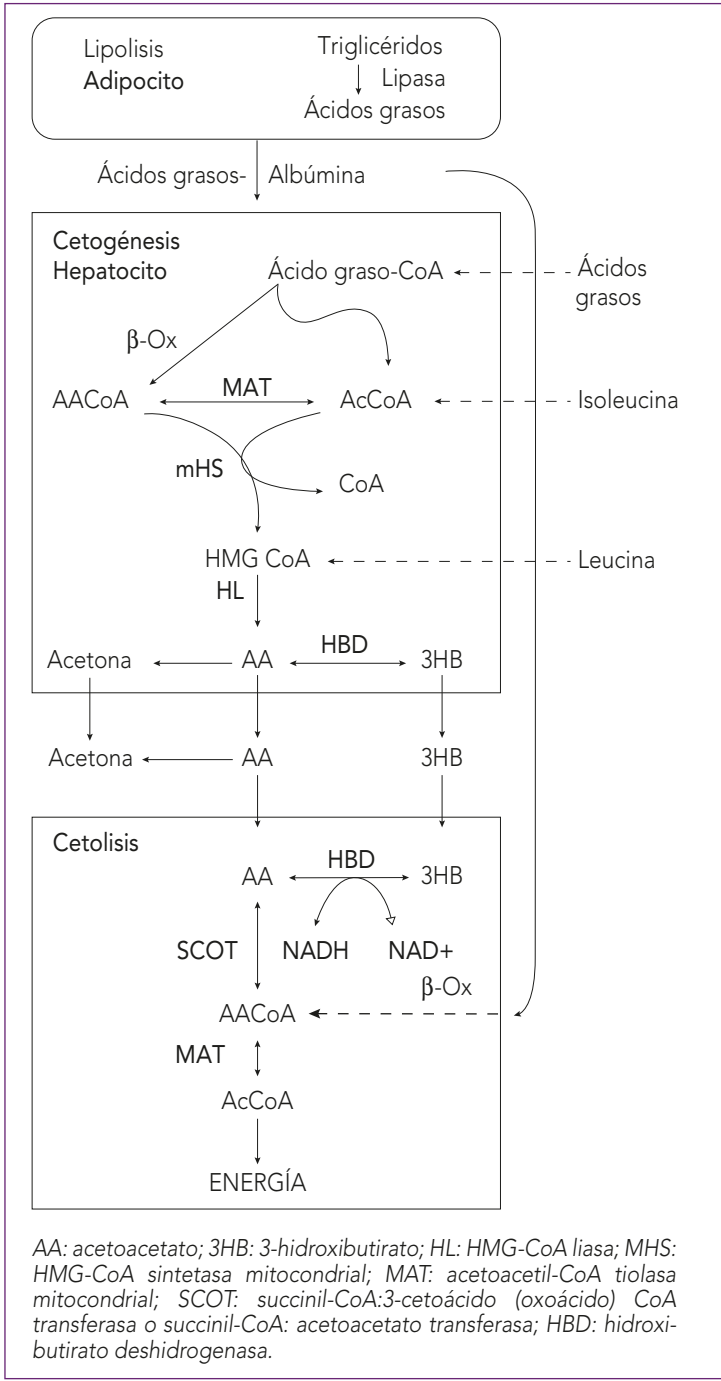 Lipolisis
Adipocito
Triglicéridos
Lipasa
Ácidos grasos
Ácidos grasos- Albúmina
Cetogénesis
Hepatocito
Ácido graso-CoA
Ácidos
grasos
β-Ox
AACoA
MAT
AcCoA
Isoleucina
mHS
CoA
HMG CoA
Leucina
HL
Acetona
AA
HBD
3HB
Acetona
AA
3HB
Cetolisis
AA
HBD
3HB
SCOT
NADH
NAD+
β-Ox
AACoA
MAT
AcCoA
ENERGÍA
AA: acetoacetato; 3HB: 3-hidroxibutirato; HL: HMG-CoA liasa; MHS:
HMG-CoA sintetasa mitocondrial; MAT: acetoacetil-CoA tiolasa
mitocondrial; SCOT: succinil-CoA:3-cetoácido (oxoácido) CoA
transferasa o succinil-CoA: acetoacetato transferasa; HBD: hidroxi-
butirato deshidrogenasa.